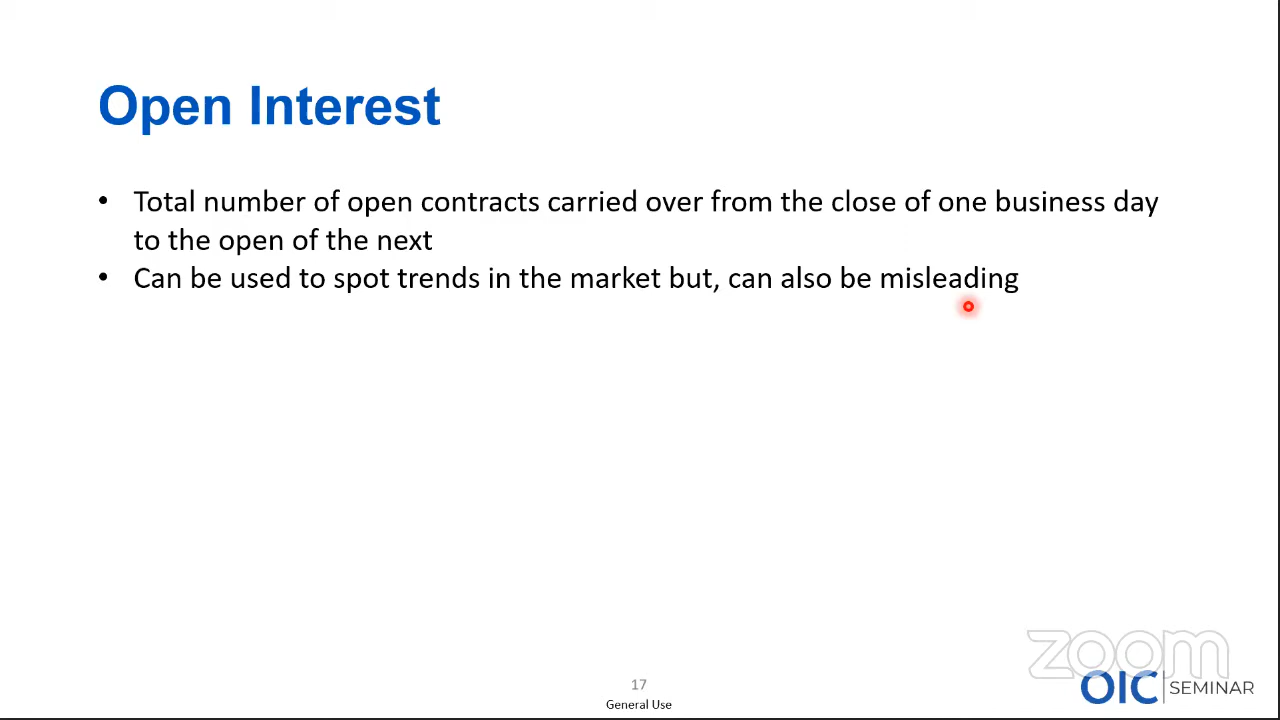 Open Interest
• Total number of open contracts carried over from the close of one business day
to the open of the next
• Can be used to spot trends in the market but, can also be misleading
zoom
OIC | SEMINAR
17
General Use